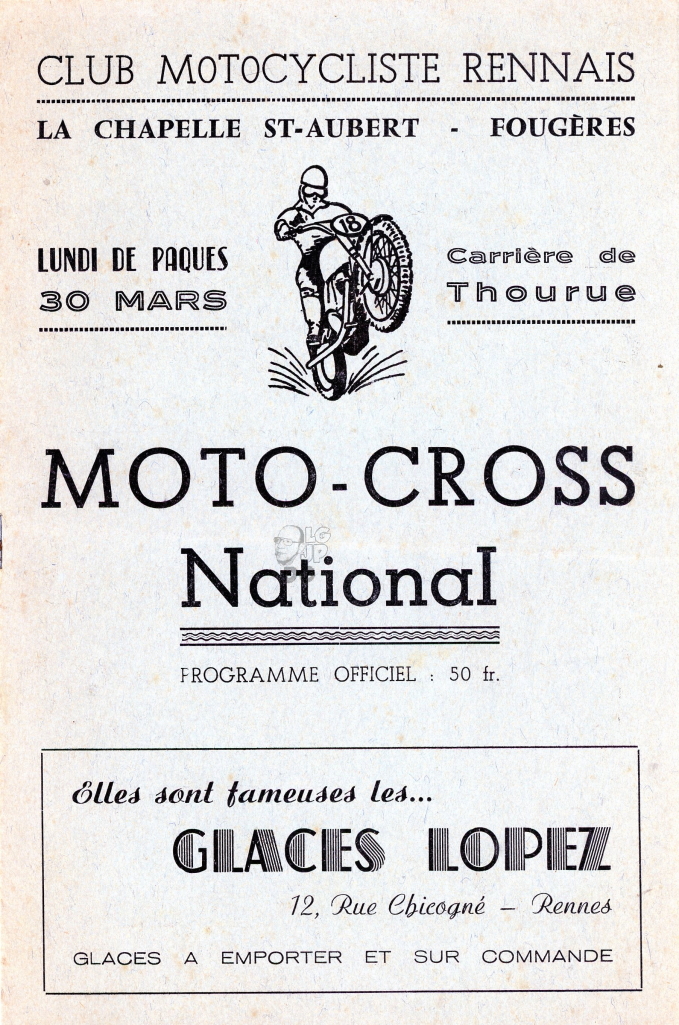 CLUB MOTOCYCLISTE RENNAIS
LA CHAPELLE ST-AUBERT - FOUGÈRES
LUNDI DE PAQUES
30 MARS
18
Carrière de
Thourue
MOTO-CROSS
LG
JP
National
PROGRAMME OFFICIEL : 50 fr.
Elles sont fameuses les...
GLACES LOPEZ
12, Rue Chicogné – Rennes
GLACES A EMPORTER ET SUR COMMANDE